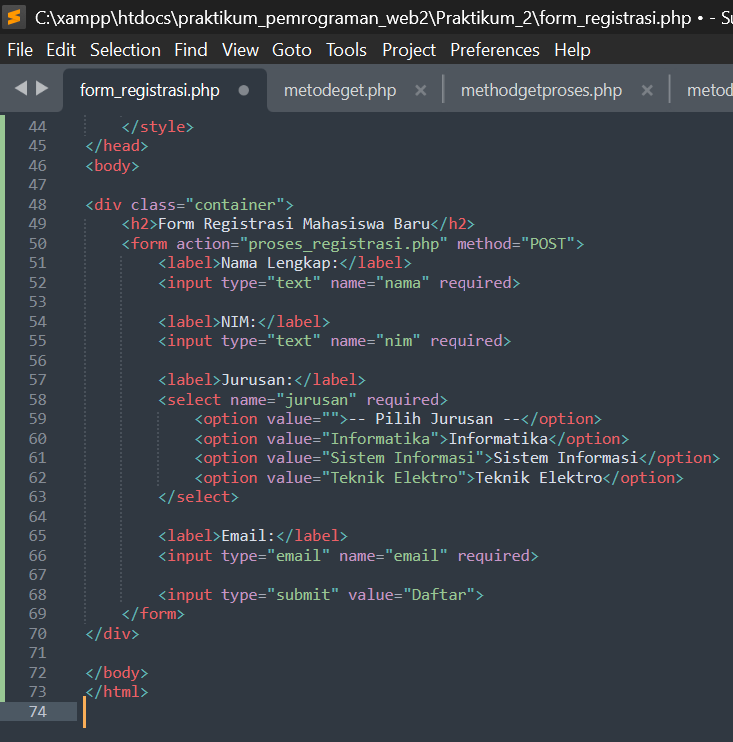 C:\xampp\htdocs\praktikum_pemrograman_web2\Praktikum_2\form_registrasi.php • - Su
File Edit Selection Find View Goto Tools Project Preferences Help
form_registrasi.php metodeget.php methodgetproses.php metod
44 </style>
45 </head>
46 <body>
47
48 <div class="container">
49 <h2>Form Registrasi Mahasiswa Baru</h2>
50 <form action="proses_registrasi.php" method="POST">
51 <label>Nama Lengkap:</label>
52 <input type="text" name="nama" required>
53
54 <label>NIM:</label>
55 <input type="text" name="nim" required>
56
57 <label>Jurusan:</label>
58 <select name="jurusan" required>
59 <option value="">-- Pilih Jurusan --</option>
60 <option value="Informatika">Informatika</option>
61 <option value="Sistem Informasi">Sistem Informasi</option>
62 <option value="Teknik Elektro">Teknik Elektro</option>
63 </select>
64
65 <label>Email:</label>
66 <input type="email" name="email" required>
67
68 <input type="submit" value="Daftar">
69 </form>
70 </div>
71
72 </body>
73 </html>
74